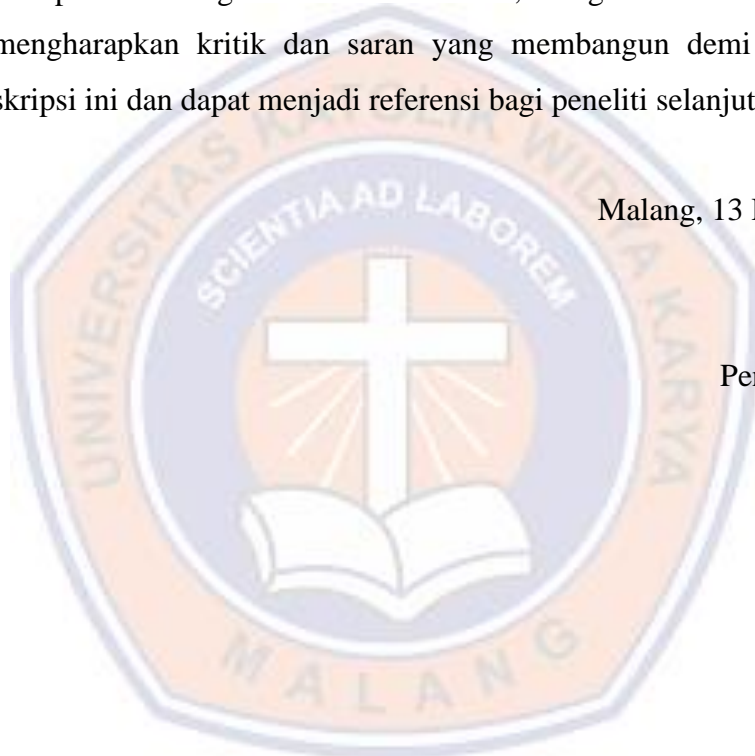 mengharapkan kritik dan saran yang membangun demi
skripsi ini dan dapat menjadi referensi bagi peneliti selanjut
Malang, 13
UNIVERSITAS KATOLIK WIDYA KARYA
SCIENTIA AD LABOREM
MALANG